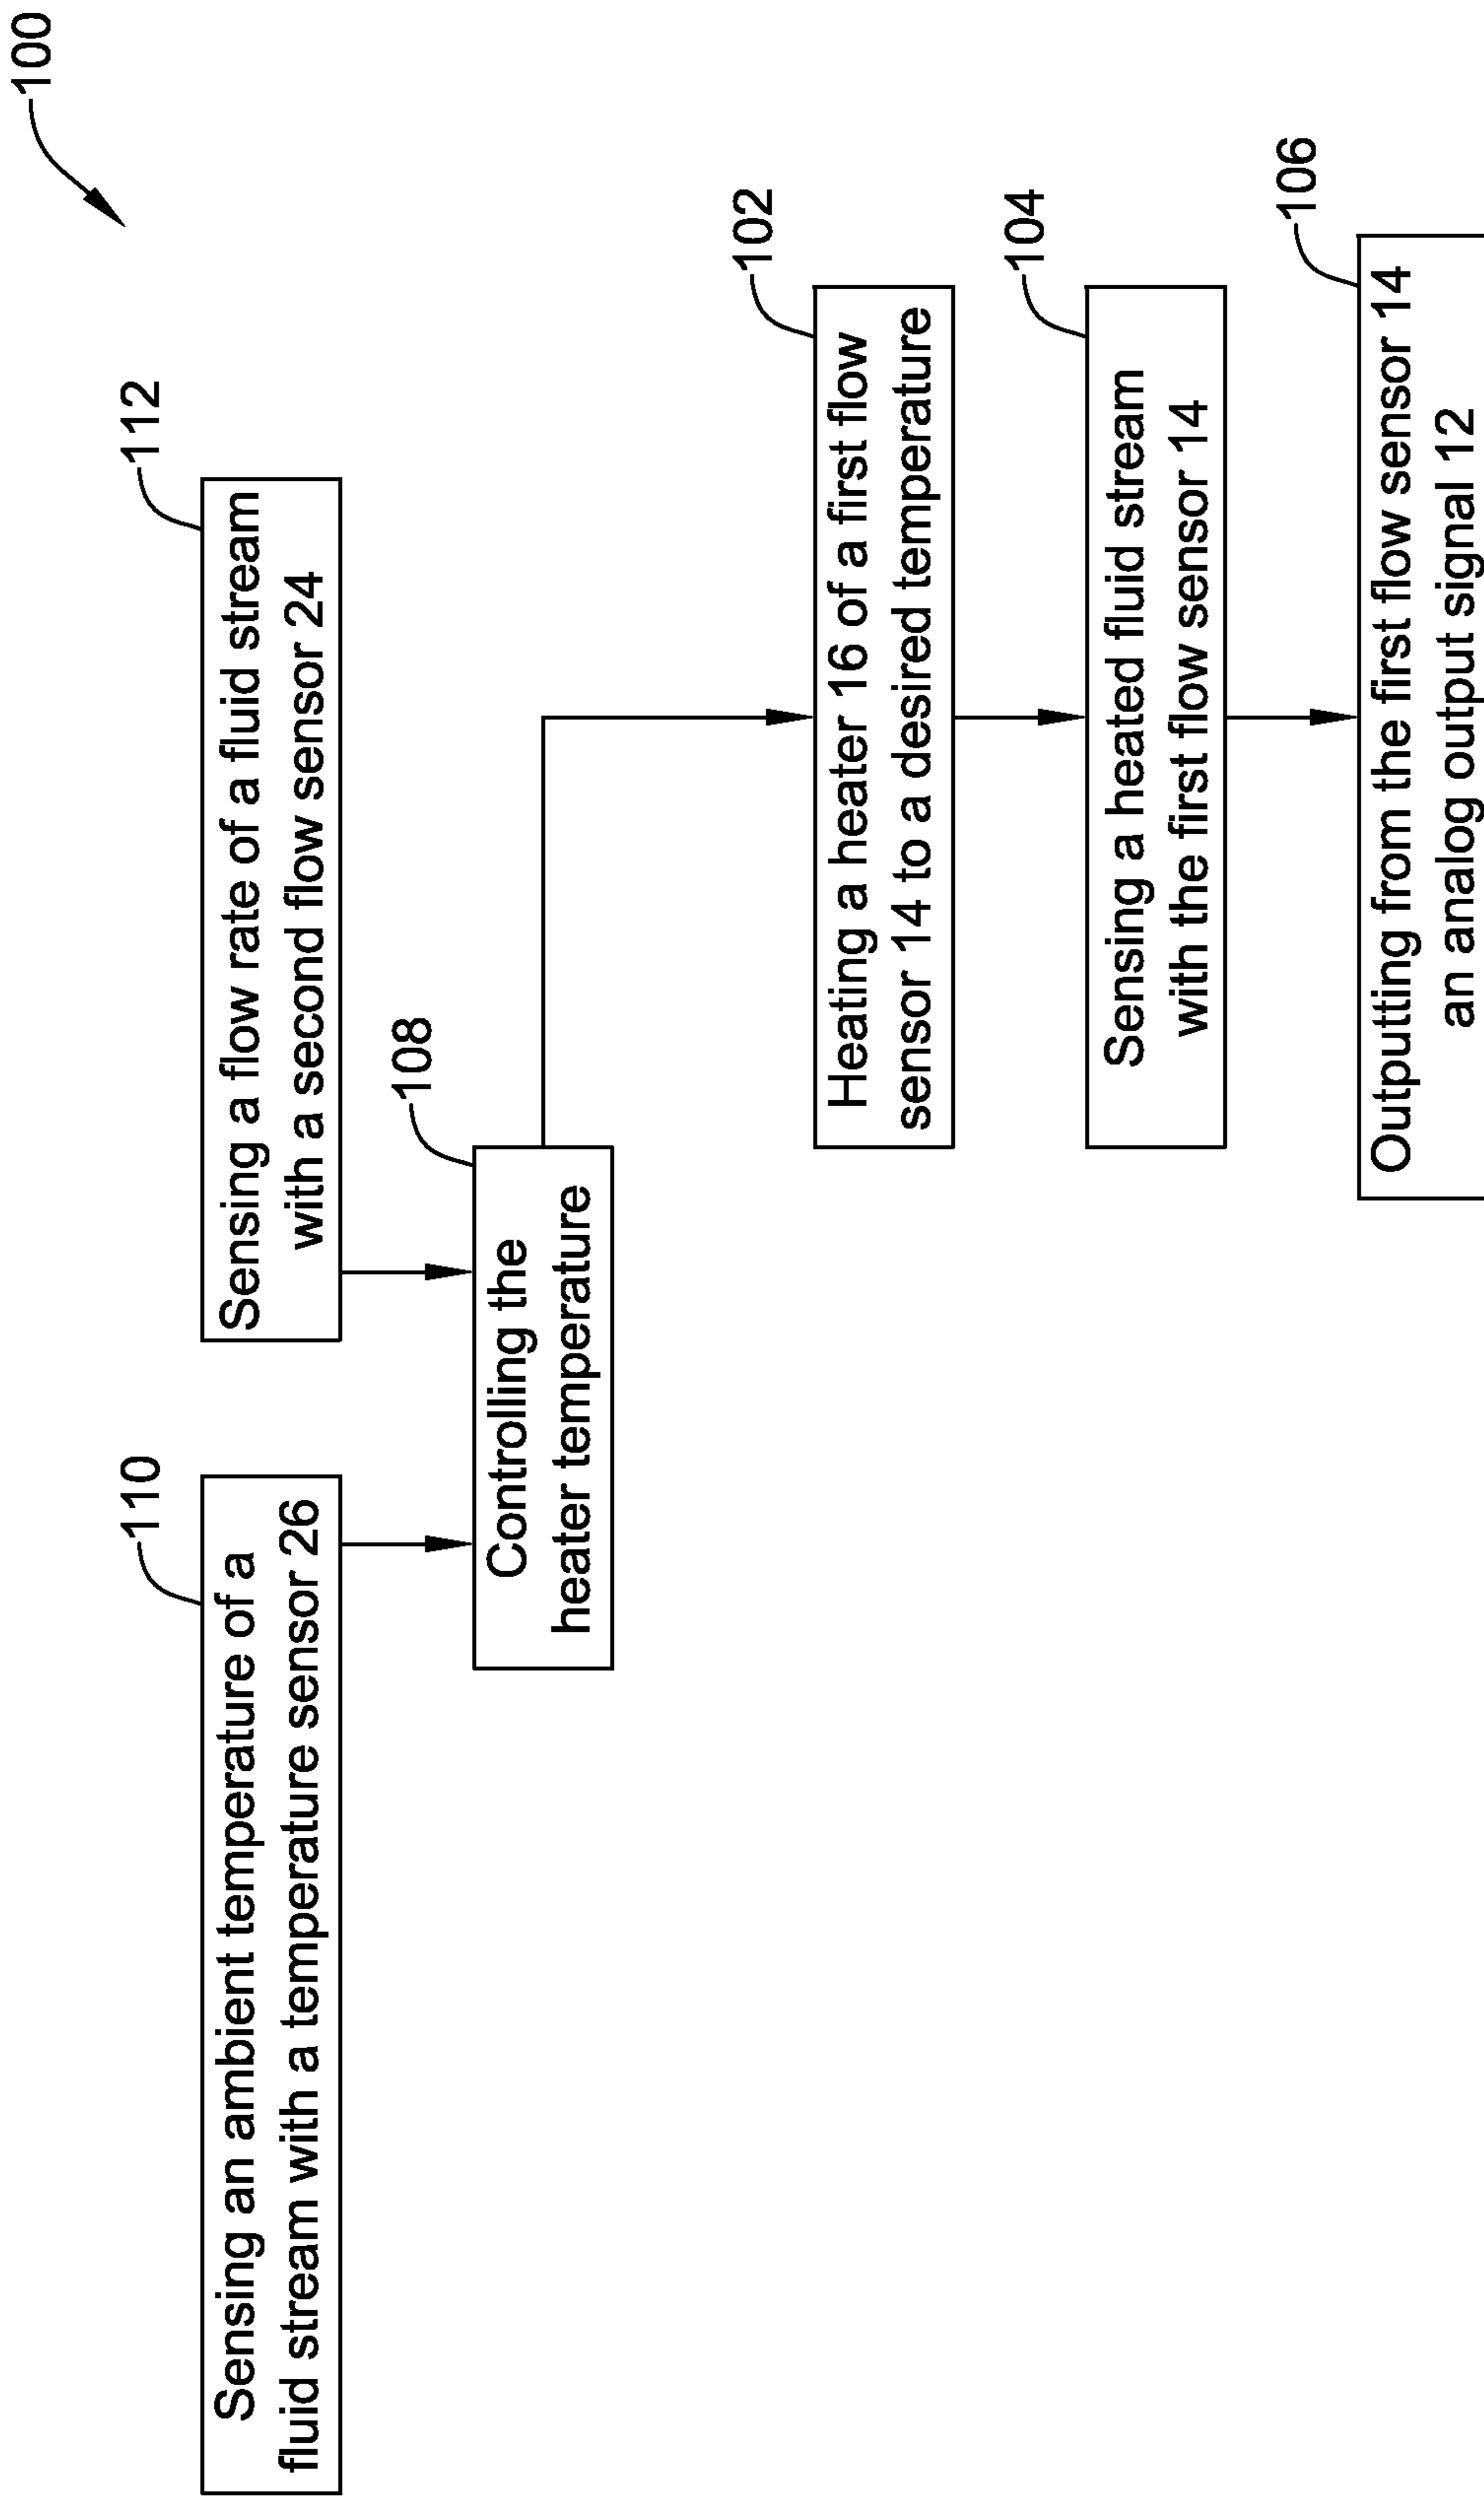 100
110
Sensing an ambient temperature of a
fluid stream with a temperature sensor 26
112
Sensing a flow rate of a fluid stream
with a second flow sensor 24
108
Controlling the
heater temperature
102
Heating a heater 16 of a first flow
sensor 14 to a desired temperature
104
Sensing a heated fluid stream
with the first flow sensor 14
106
Outputting from the first flow sensor 14
an analog output signal 12